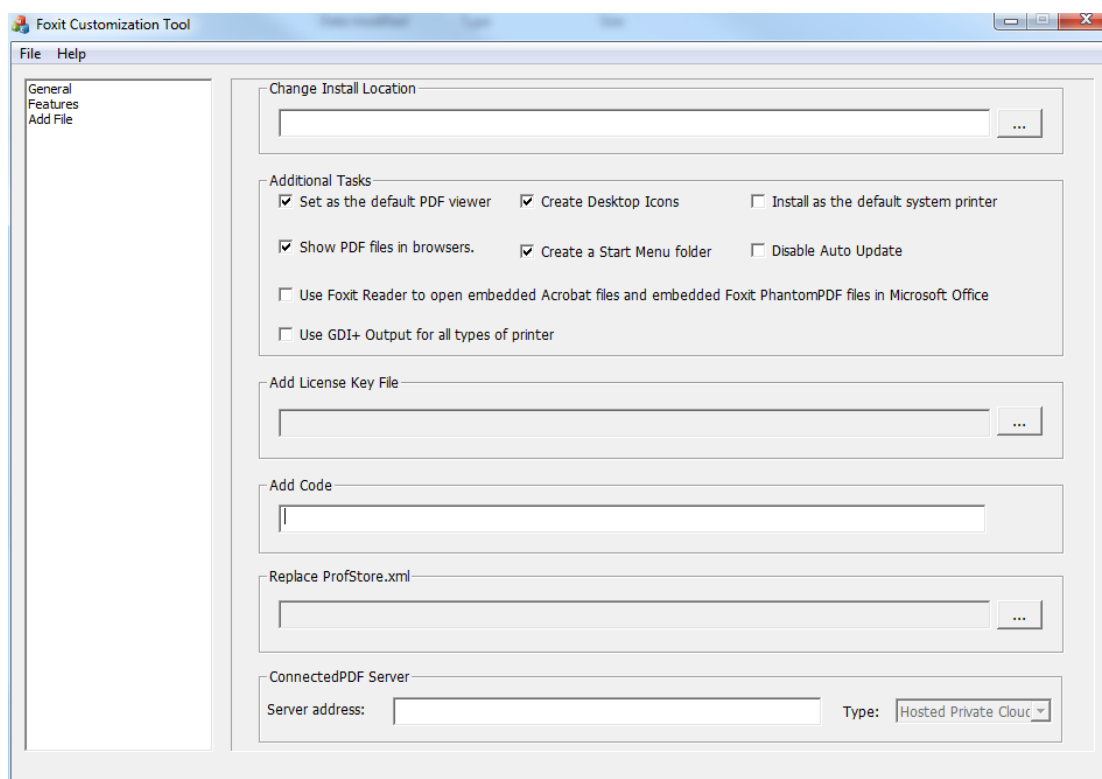 Foxit Customization Tool
File Help
General
Features
Add File
Change Install Location
...
Additional Tasks
Set as the default PDF viewer
Create Desktop Icons
Install as the default system printer
Show PDF files in browsers.
Create a Start Menu folder
Disable Auto Update
Use Foxit Reader to open embedded Acrobat files and embedded Foxit PhantomPDF files in Microsoft Office
Use GDI+ Output for all types of printer
Add License Key File
...
Add Code
Replace ProfStore.xml
...
ConnectedPDF Server
Server address:
Type: Hosted Private Clouc